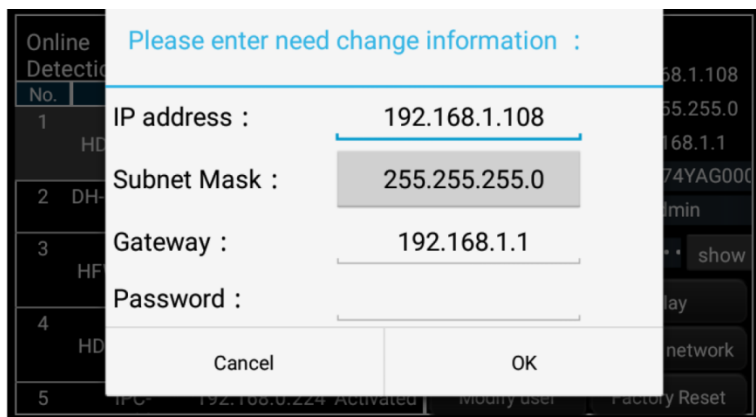 Please enter need change information :
IP address : 192.168.1.108
Subnet Mask : 255.255.255.0
Gateway : 192.168.1.1
Password :
Cancel OK
Online
Detectio
No.
1
HD
2 DH-
3
HF
4
HD
5 IPC- 192.168.0.224 Activated
68.1.108
55.255.0
168.1.1
74YAG000
dmin
show
lay
network
Modify user Factory Reset